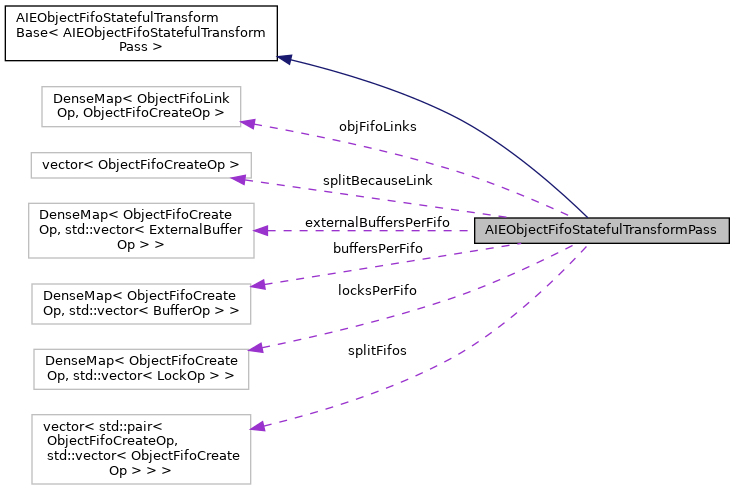 AIEObjectFifoStatefulTransform
Base< AIEObjectFifoStatefulTransform
Pass >
DenseMap< ObjectFifoLink
Op, ObjectFifoCreateOp >
objFifoLinks
vector< ObjectFifoCreateOp >
splitBecauseLink
DenseMap< ObjectFifoCreate
Op, std::vector< ExternalBuffer
Op > >
externalBuffersPerFifo
AIEObjectFifoStatefulTransformPass
buffersPerFifo
DenseMap< ObjectFifoCreate
Op, std::vector< BufferOp > >
locksPerFifo
DenseMap< ObjectFifoCreate
Op, std::vector< LockOp > >
splitFifos
vector< std::pair<
ObjectFifoCreateOp,
std::vector< ObjectFifoCreate
Op > > >